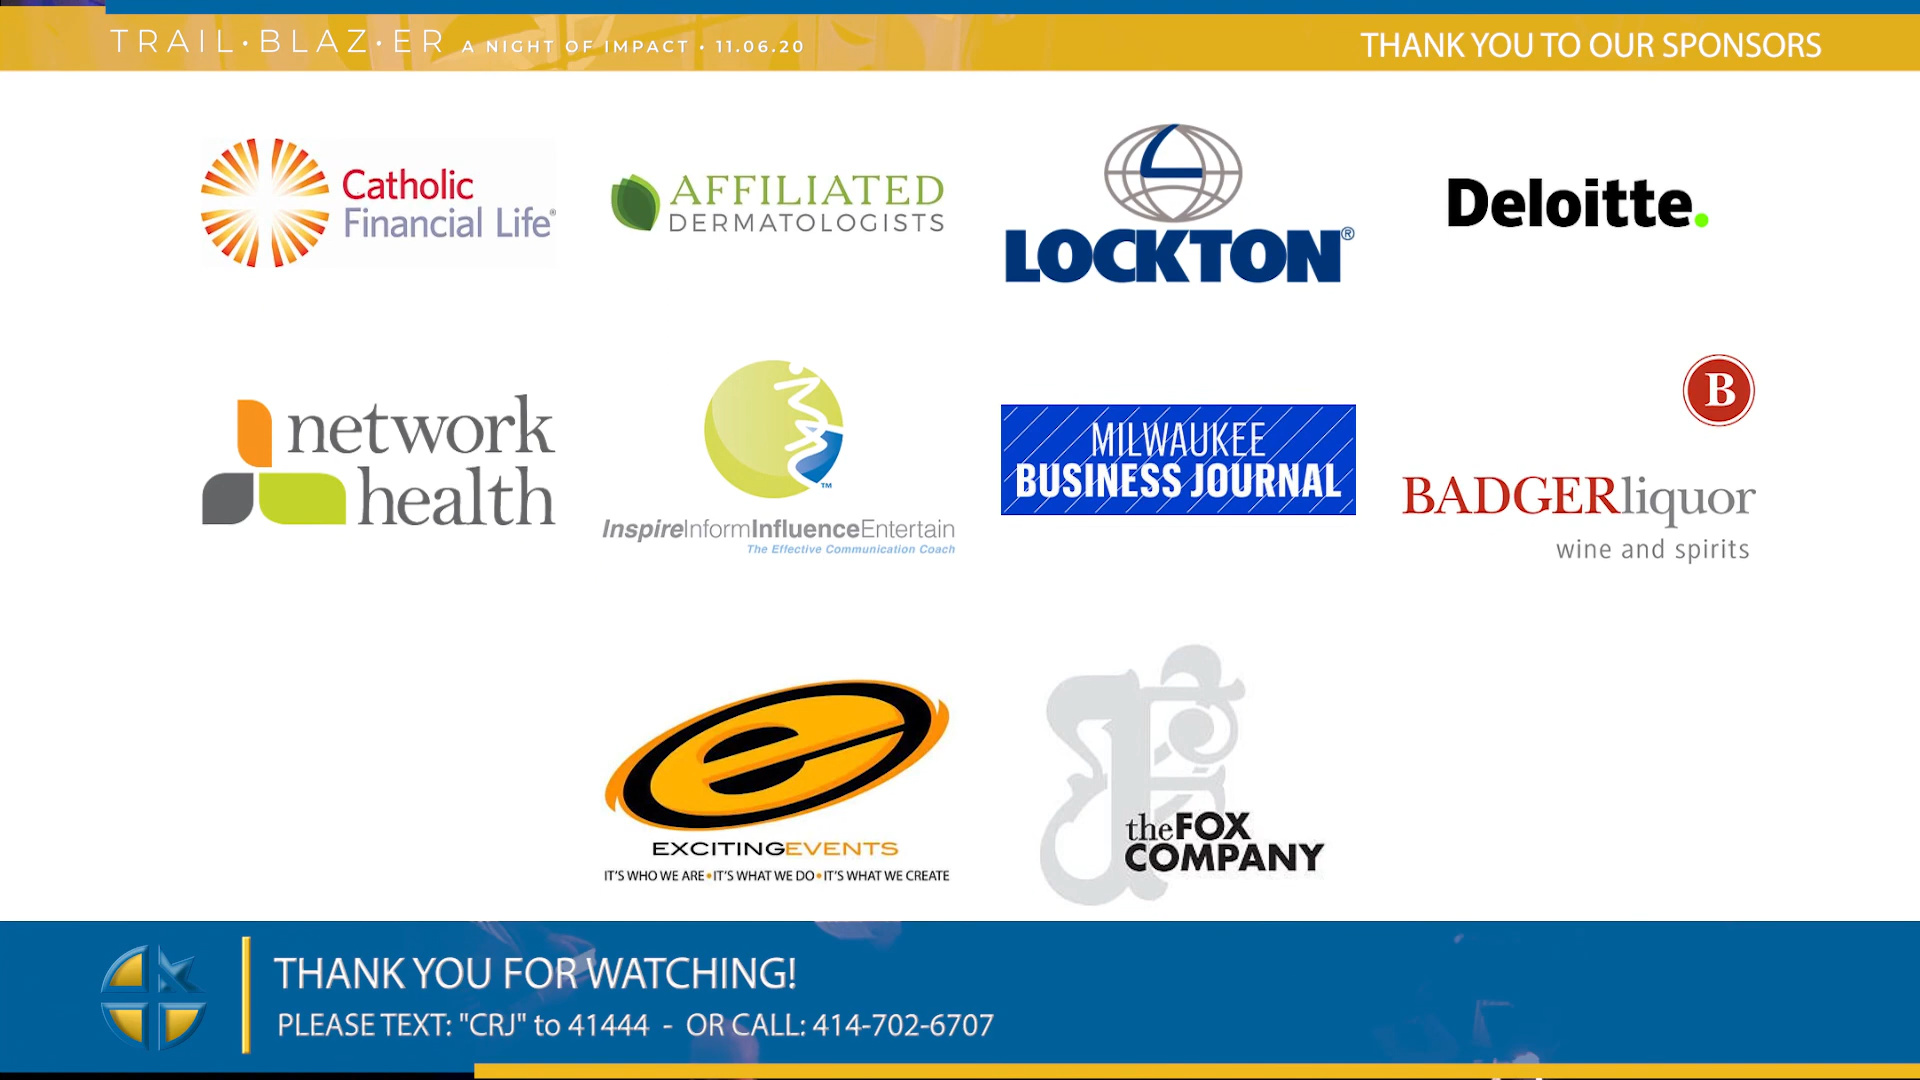 TRAIL•BLAZ•ER A NIGHT OF IMPACT • 11.06.20
THANK YOU TO OUR SPONSORS
Catholic
Financial Life®
AFFILIATED
DERMATOLOGISTS
LOCKTON®
Deloitte.
network
health
TM
InspireInformInfluenceEntertain
The Effective Communication Coach
MILWAUKEE
BUSINESS JOURNAL
B
BADGERliquor
wine and spirits
e
EXCITINGEVENTS
IT'S WHO WE ARE•IT'S WHAT WE DO•IT'S WHAT WE CREATE
F
theFOX
COMPANY
THANK YOU FOR WATCHING!
PLEASE TEXT: "CRJ" to 41444 - OR CALL: 414-702-6707